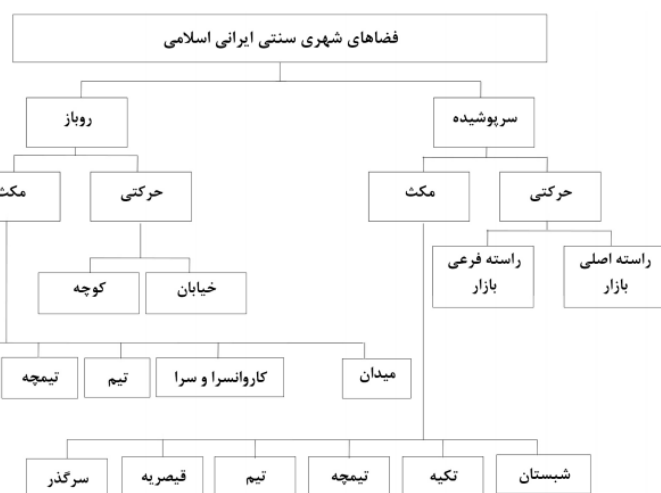 فضاهای شهری سنتی ایرانی اسلامی
سرپوشیده
روباز
حرکتی
مکث
حرکتی
مکث
راسته اصلی
بازار
راسته فرعی
بازار
خیابان
کوچه
میدان
کاروانسرا و سرا
تیم
تیمچه
شبستان
تکیه
تیمچه
تیم
قیصریه
سرگذر